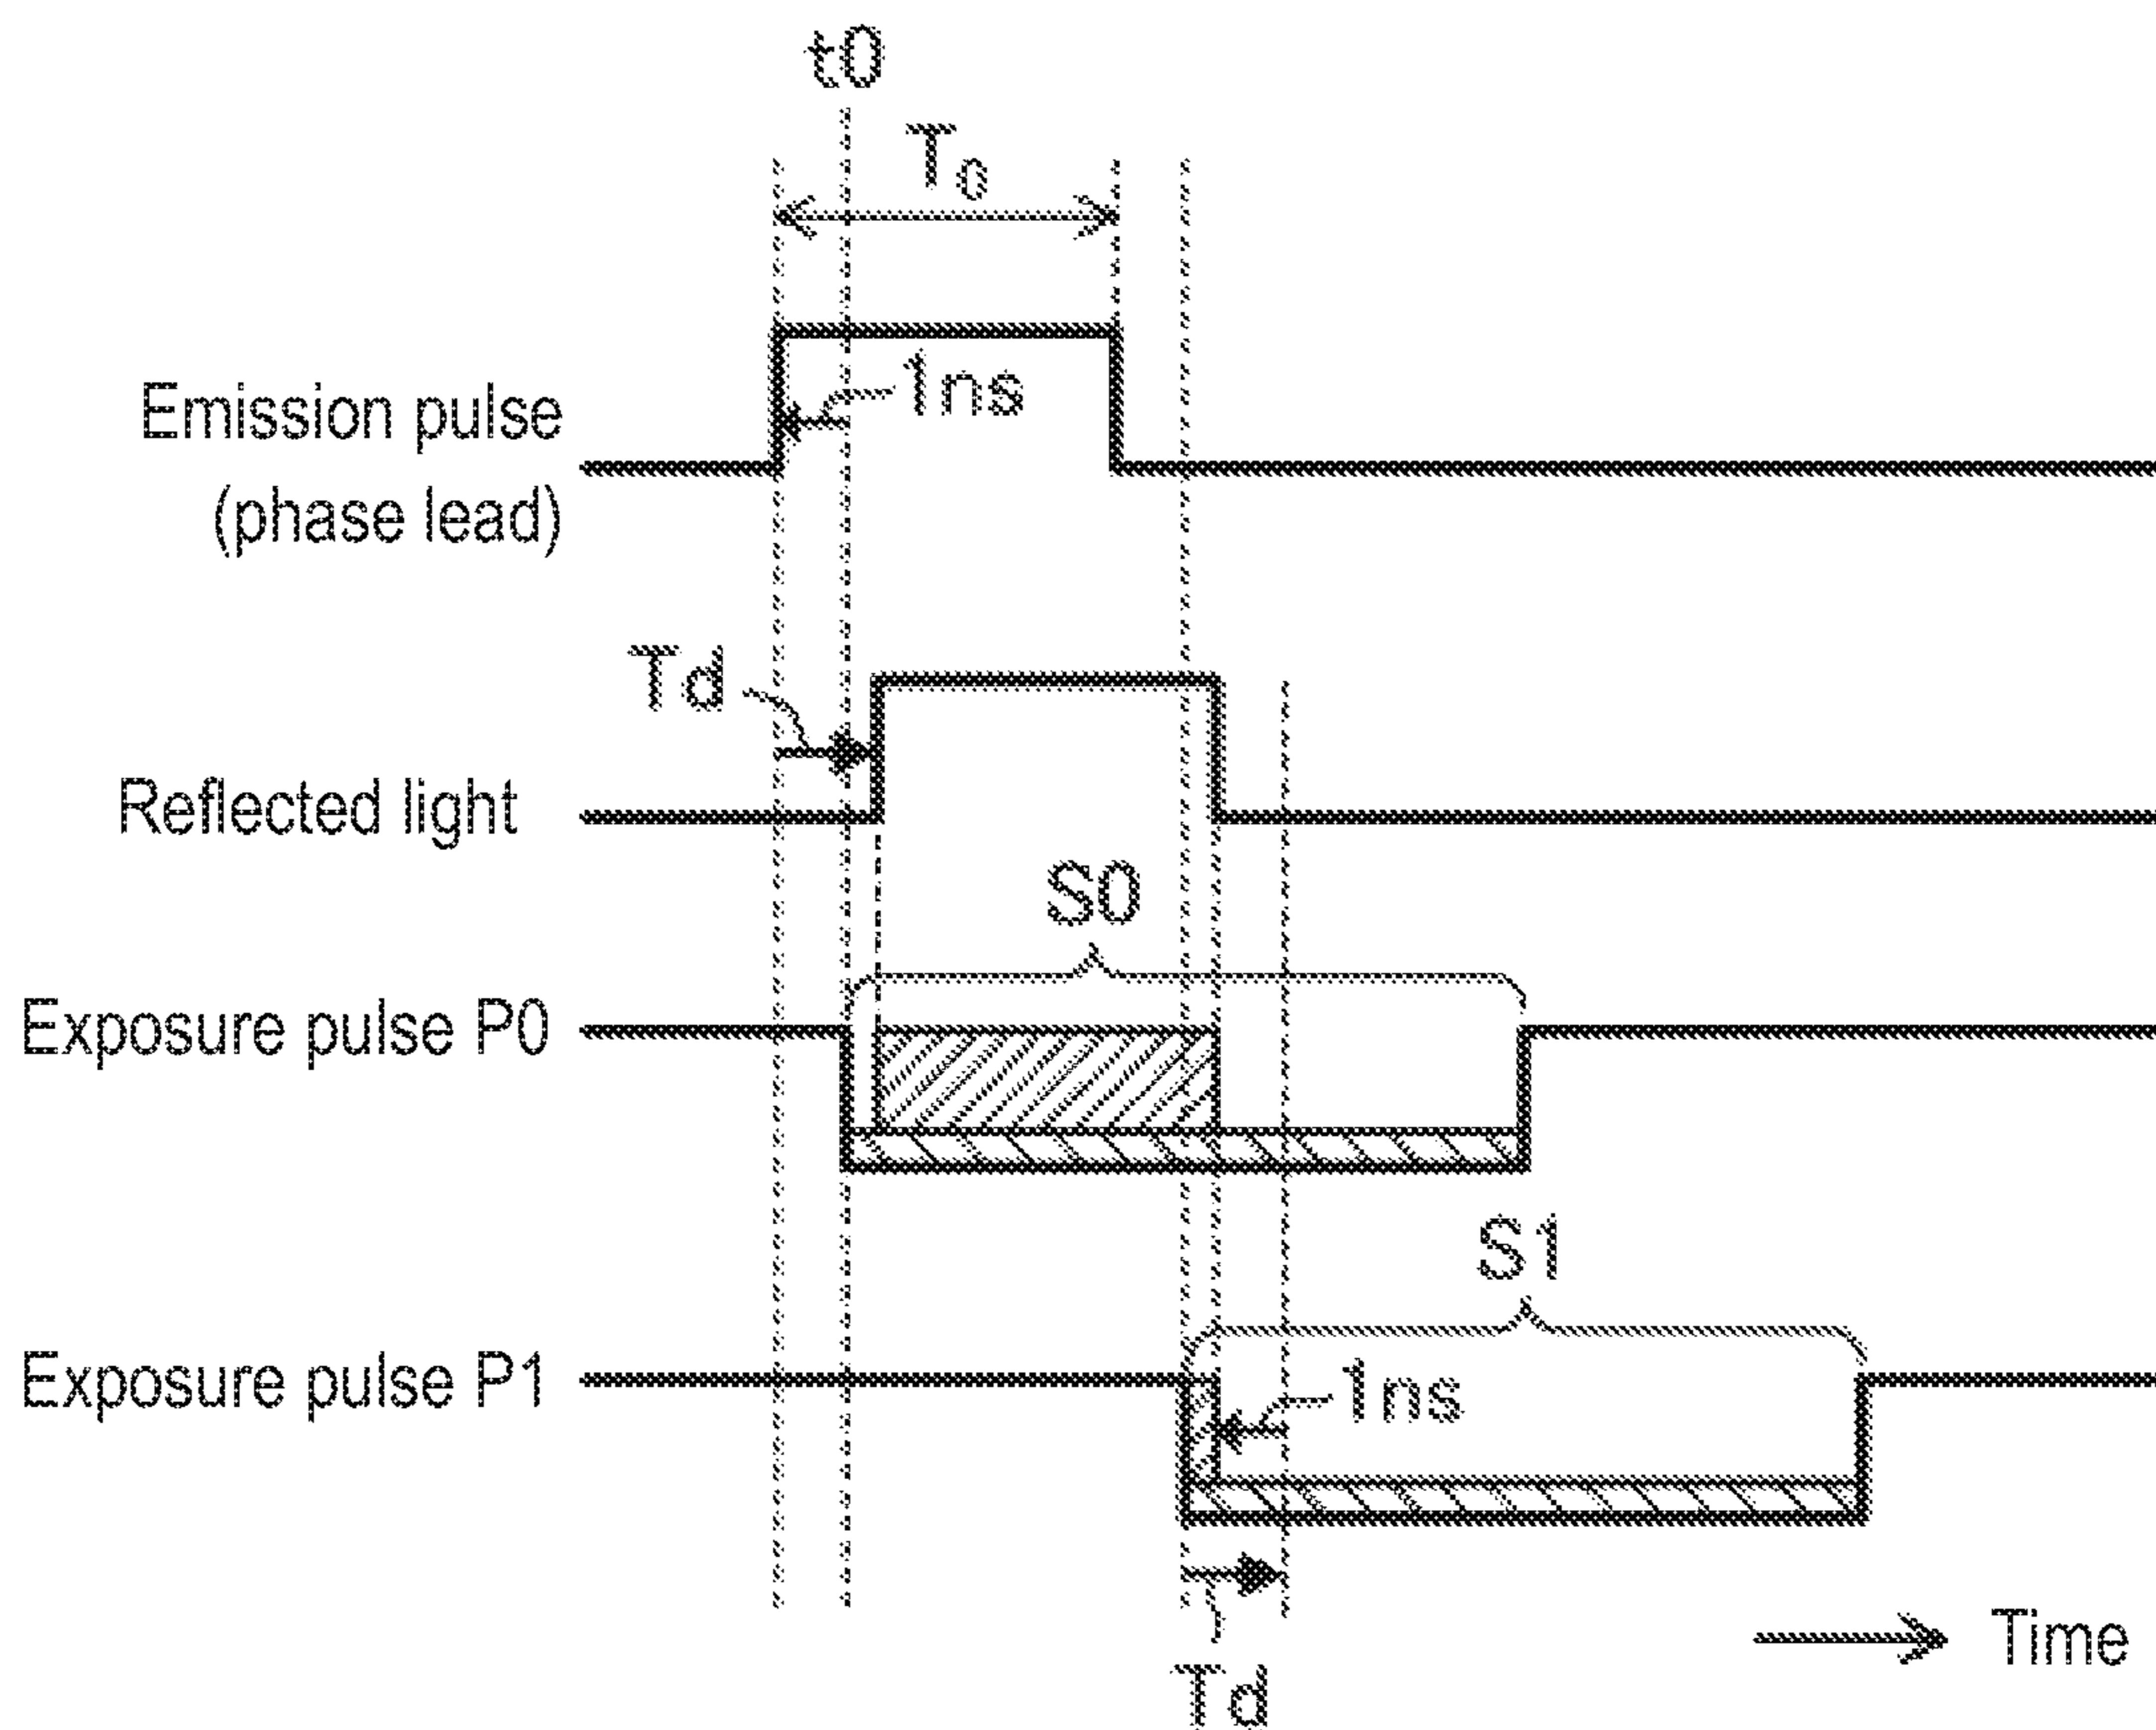 t0
T0
Emission pulse
(phase lead)
1ns
Td
Reflected light
S0
Exposure pulse P0
S1
Exposure pulse P1
1ns
Time
Td